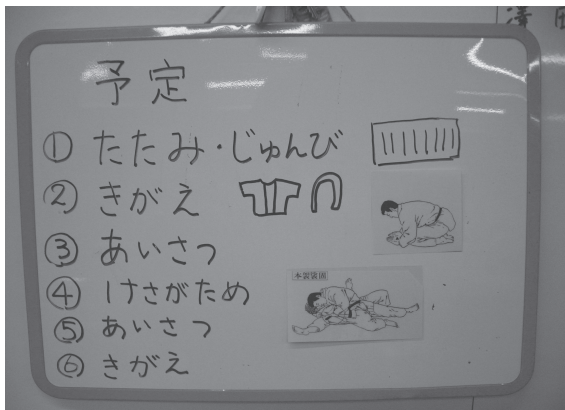 予定
① たたみ・じゅんび
② きがえ
③ あいさつ
④ けさがため
⑤ あいさつ
⑥ きがえ